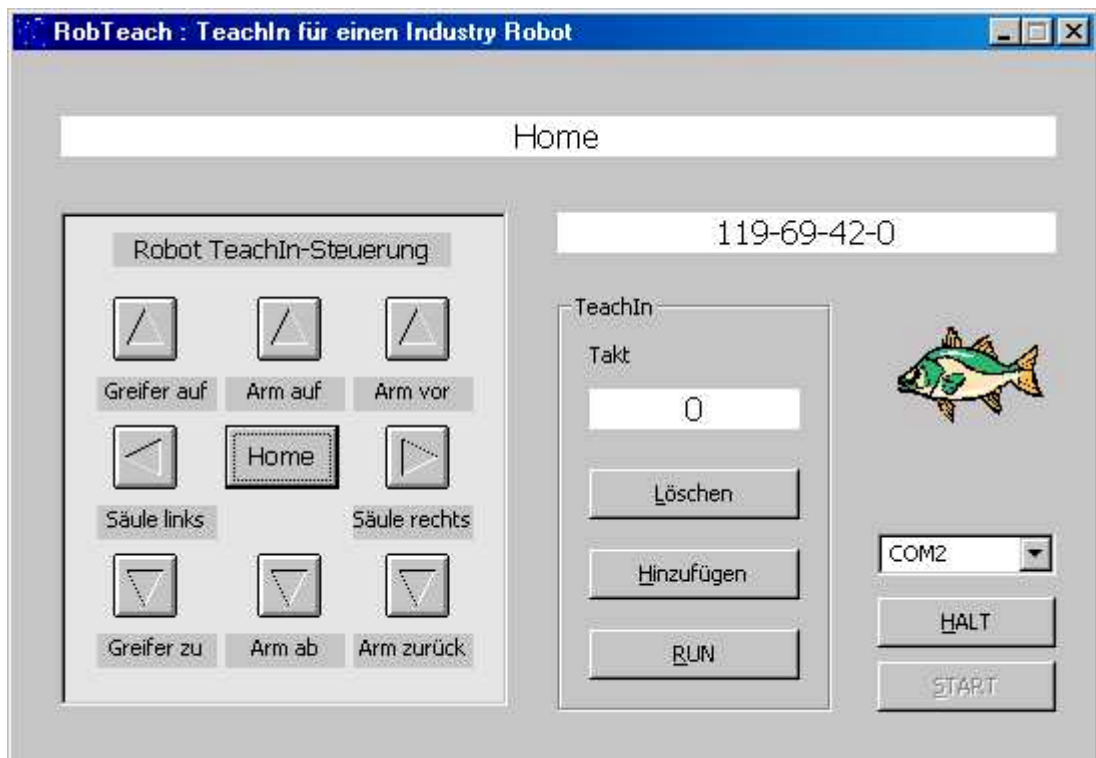 RobTeach : TeachIn für einen Industry Robot
Home
119-69-42-0
Robot TeachIn-Steuerung
Greifer auf
Arm auf
Arm vor
Home
Säule links
Säule rechts
Greifer zu
Arm ab
Arm zurück
TeachIn
Takt
0
Löschen
Hinzufügen
RUN
COM2
HALT
START